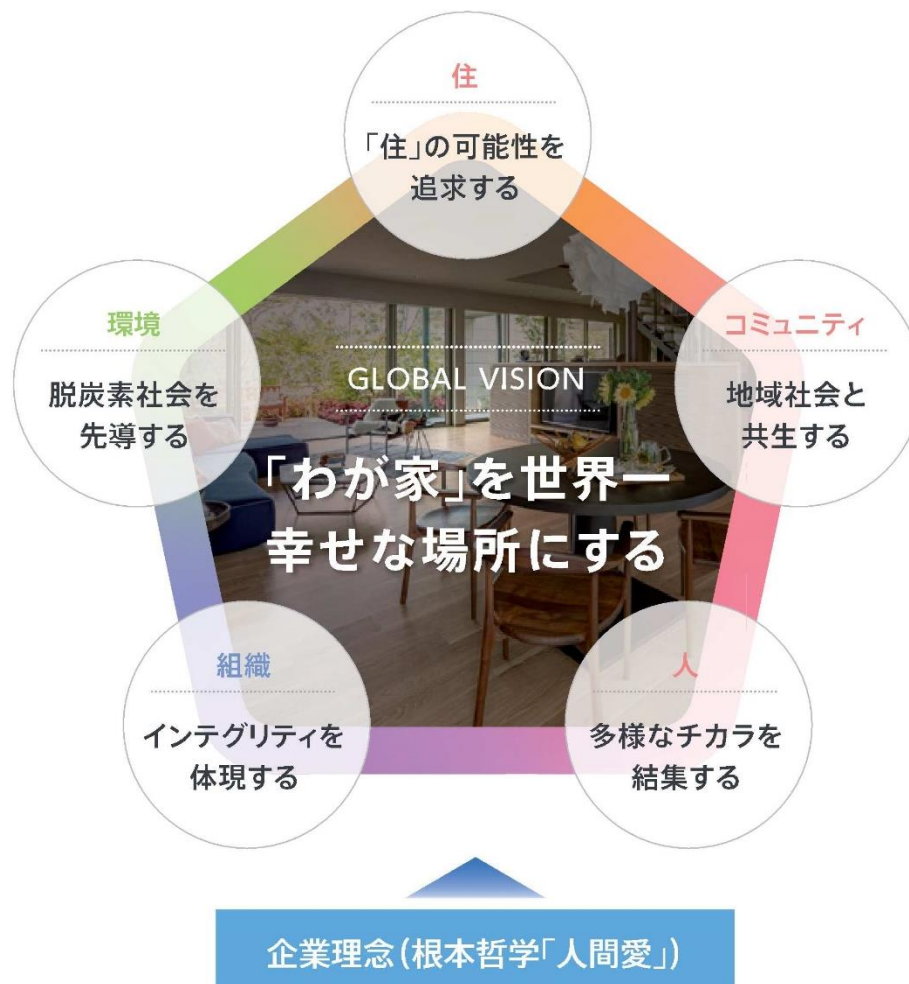 住
「住」の可能性を
追求する
環境
脱炭素社会を
先導する
コミュニティ
地域社会と
共生する
GLOBAL VISION
「わが家」を世界一
幸せな場所にする
組織
インテグリティを
体現する
人
多様なチカラを
結集する
企業理念(根本哲学「人間愛」)